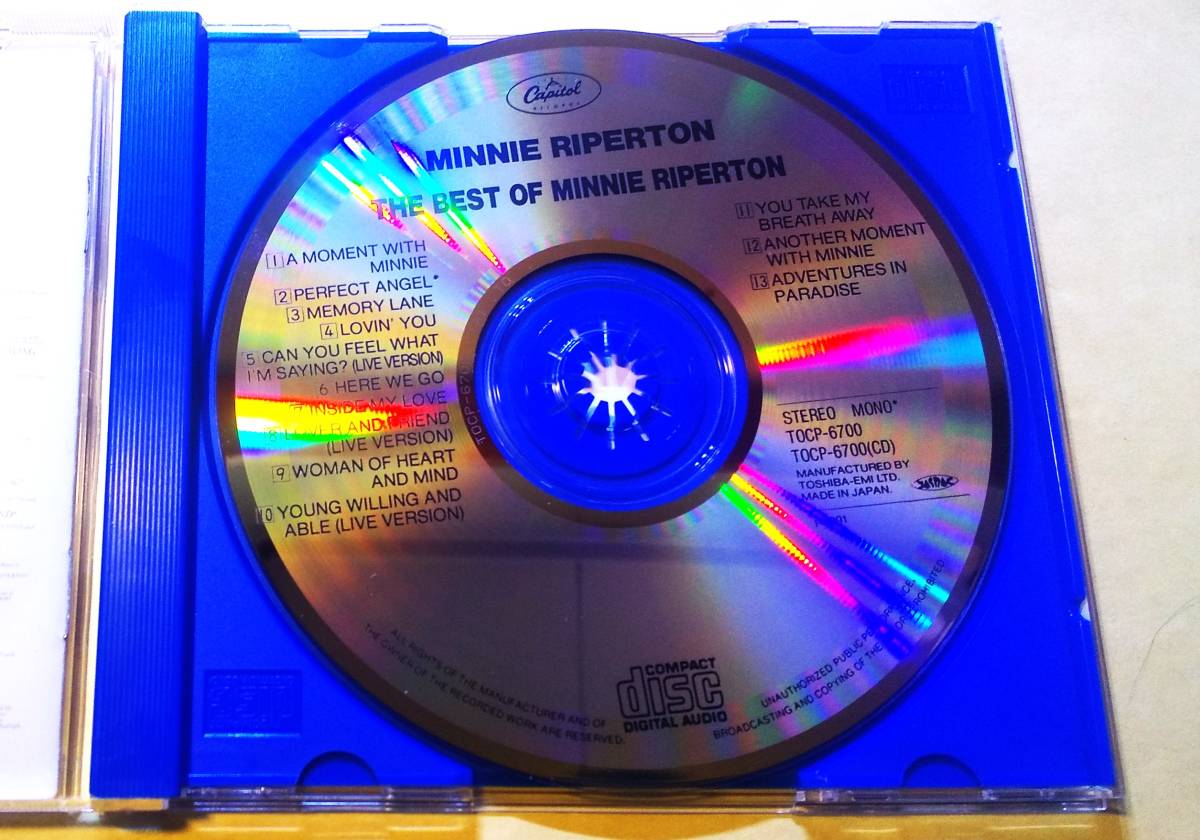 Capitol
RECORDS
MINNIE RIPERTON
THE BEST OF MINNIE RIPERTON
1 A MOMENT WITH
MINNIE
2 PERFECT ANGEL*
3 MEMORY LANE
4 LOVIN' YOU
5 CAN YOU FEEL WHAT
I'M SAYING? (LIVE VERSION)
6 HERE WE GO
7 INSIDE MY LOVE
8 LOVER AND FRIEND
(LIVE VERSION)
9 WOMAN OF HEART
AND MIND
10 YOUNG WILLING AND
ABLE (LIVE VERSION)
11 YOU TAKE MY
BREATH AWAY
12 ANOTHER MOMENT
WITH MINNIE
13 ADVENTURES IN
PARADISE
STEREO MONO*
TOCP-6700
TOCP-6700(CD)
MANUFACTURED BY
TOSHIBA-EMI LTD.
MADE IN JAPAN.
JASRAC
TOCP-670
ALL RIGHTS OF THE MANUFACTURER AND OF
THE OWNER OF THE RECORDED WORK ARE RESERVED.
COMPACT
disc
DIGITAL AUDIO
UNAUTHORIZED PUBLIC PERFORMANCE,
BROADCASTING AND COPYING OF THE PROHIBITED